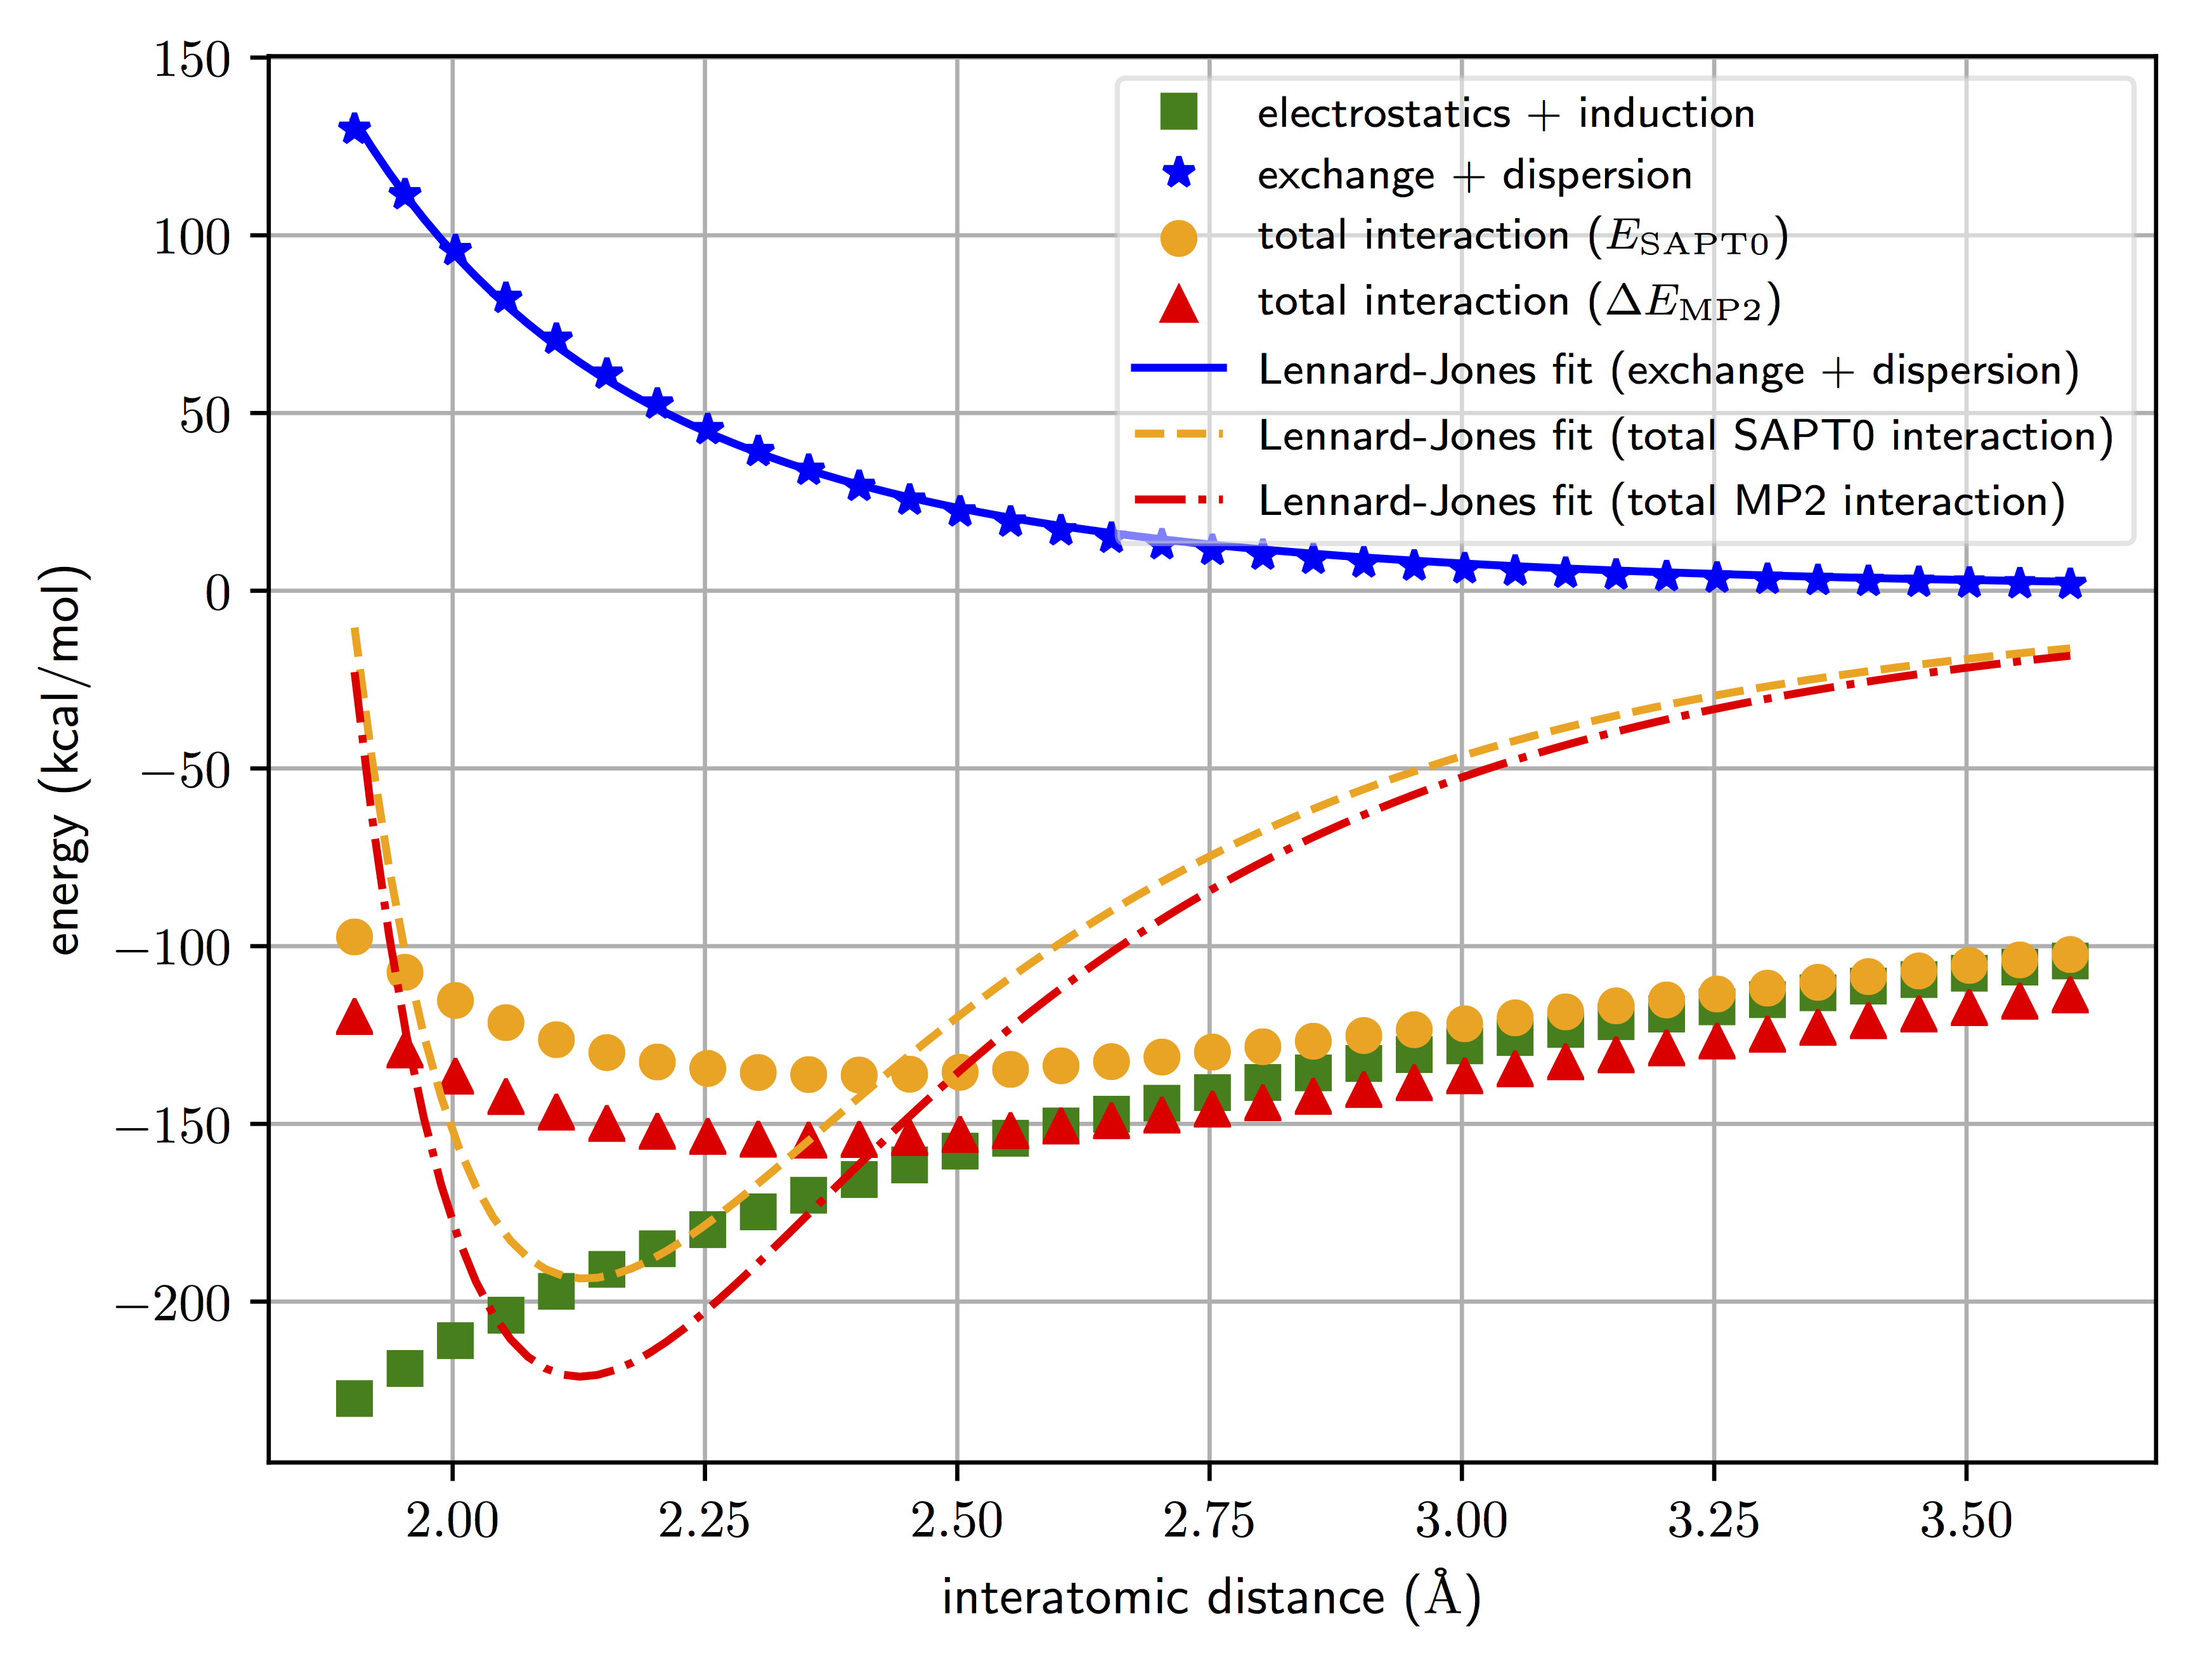 150
100
50
0
−50
−100
−150
−200
energy (kcal/mol)
electrostatics + induction
exchange + dispersion
total interaction (E_SAPT0)
total interaction (ΔE_MP2)
Lennard-Jones fit (exchange + dispersion)
Lennard-Jones fit (total SAPT0 interaction)
Lennard-Jones fit (total MP2 interaction)
2.00 2.25 2.50 2.75 3.00 3.25 3.50
interatomic distance (Å)